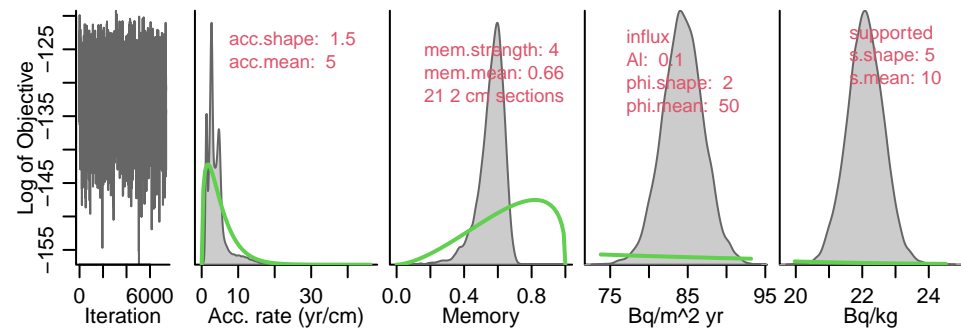 Log of Objective
−125
−135
−145
−155
0
6000
Iteration
acc.shape: 1.5
acc.mean: 5
0
10
30
Acc. rate (yr/cm)
mem.strength: 4
mem.mean: 0.66
21 2 cm sections
0.0
0.4
0.8
Memory
influx
Al: 0.1
phi.shape: 2
phi.mean: 50
75
85
95
Bq/m^2 yr
supported
s.shape: 5
s.mean: 10
20
22
24
Bq/kg